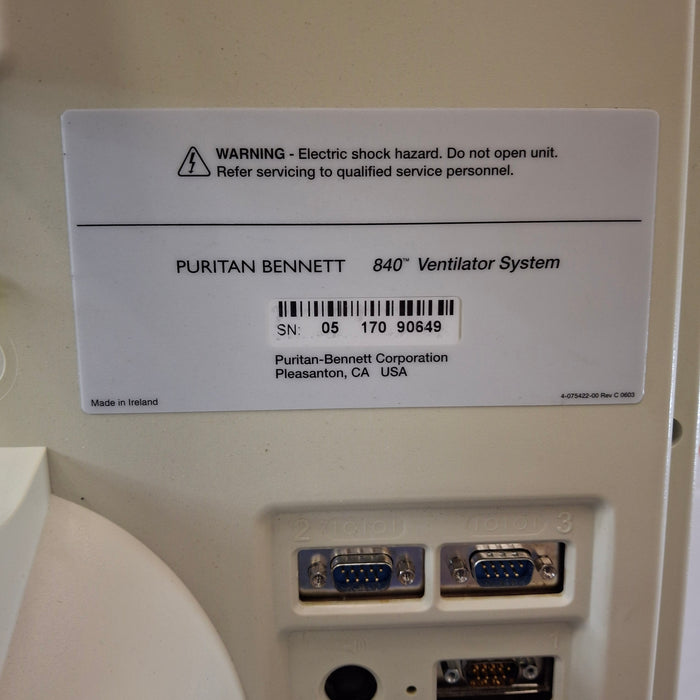 WARNING - Electric shock hazard. Do not open unit.
Refer servicing to qualified service personnel.
PURITAN BENNETT 840™ Ventilator System
SN: 05 170 90649
Puritan-Bennett Corporation
Pleasanton, CA USA
Made in Ireland
4-075422-00 Rev C 0603
2 IOIOI
IOIOI 3